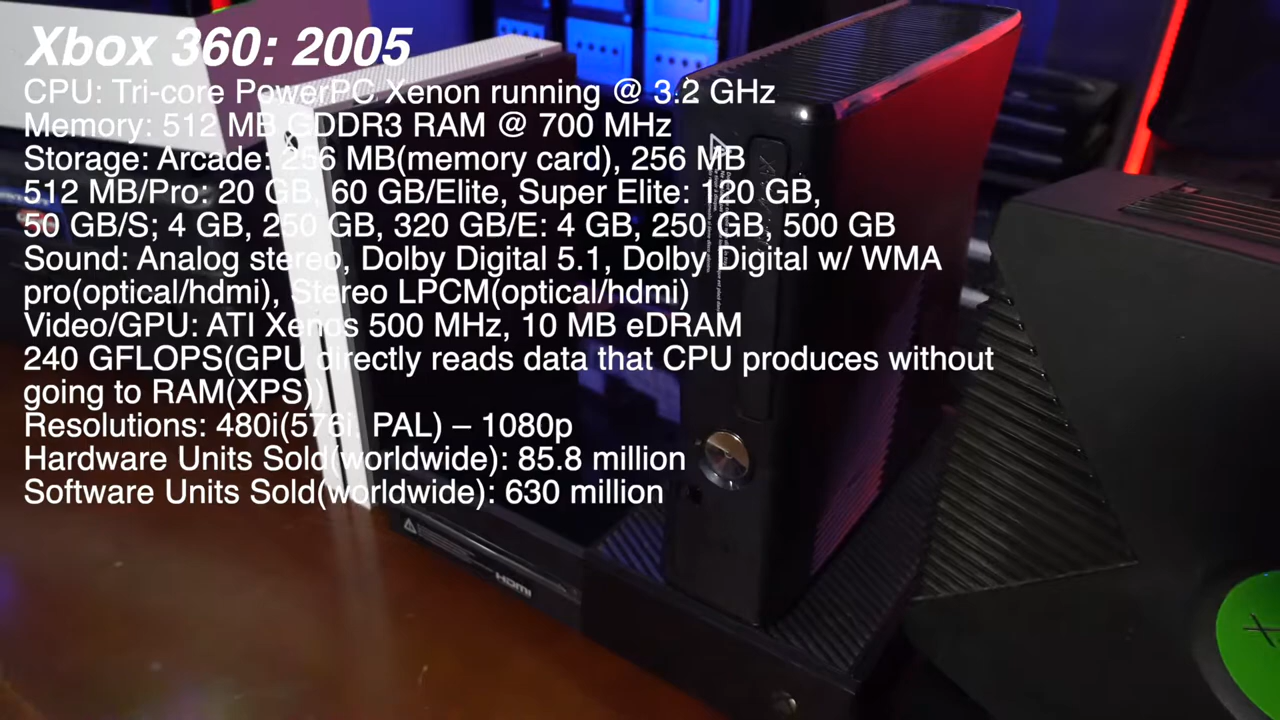 Xbox 360: 2005
CPU: Tri-core PowerPC Xenon running @ 3.2 GHz
Memory: 512 MB GDDR3 RAM @ 700 MHz
Storage: Arcade: 256 MB(memory card), 256 MB
512 MB/Pro: 20 GB, 60 GB/Elite, Super Elite: 120 GB,
50 GB/S; 4 GB, 250 GB, 320 GB/E: 4 GB, 250 GB, 500 GB
Sound: Analog stereo, Dolby Digital 5.1, Dolby Digital w/ WMA
pro(optical/hdmi), Stereo LPCM(optical/hdmi)
Video/GPU: ATI Xenos 500 MHz, 10 MB eDRAM
240 GFLOPS(GPU directly reads data that CPU produces without
going to RAM(XPS))
Resolutions: 480i(576i, PAL) – 1080p
Hardware Units Sold(worldwide): 85.8 million
Software Units Sold(worldwide): 630 million
HDMI